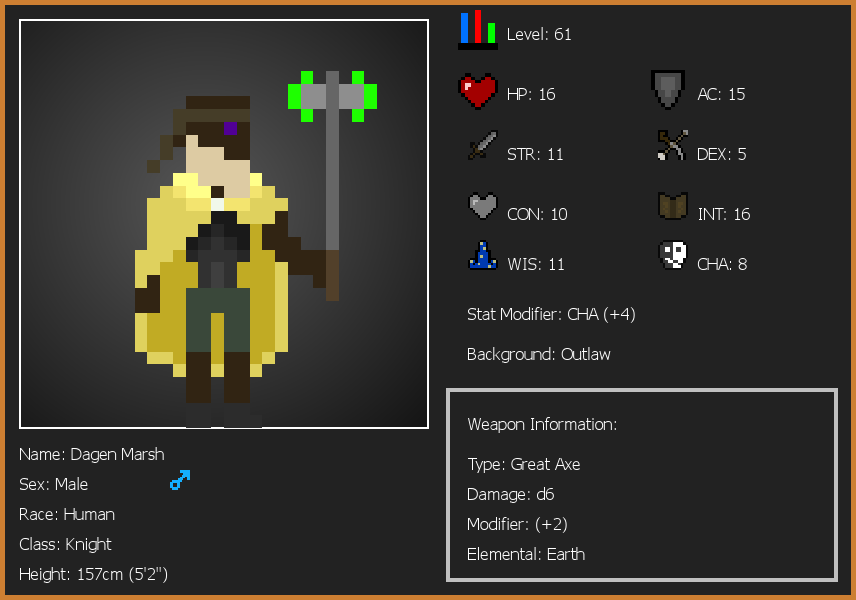 Level: 61
HP: 16
AC: 15
STR: 11
DEX: 5
CON: 10
INT: 16
WIS: 11
CHA: 8
Stat Modifier: CHA (+4)
Background: Outlaw
Weapon Information:
Type: Great Axe
Damage: d6
Modifier: (+2)
Elemental: Earth
Name: Dagen Marsh
Sex: Male
Race: Human
Class: Knight
Height: 157cm (5'2")